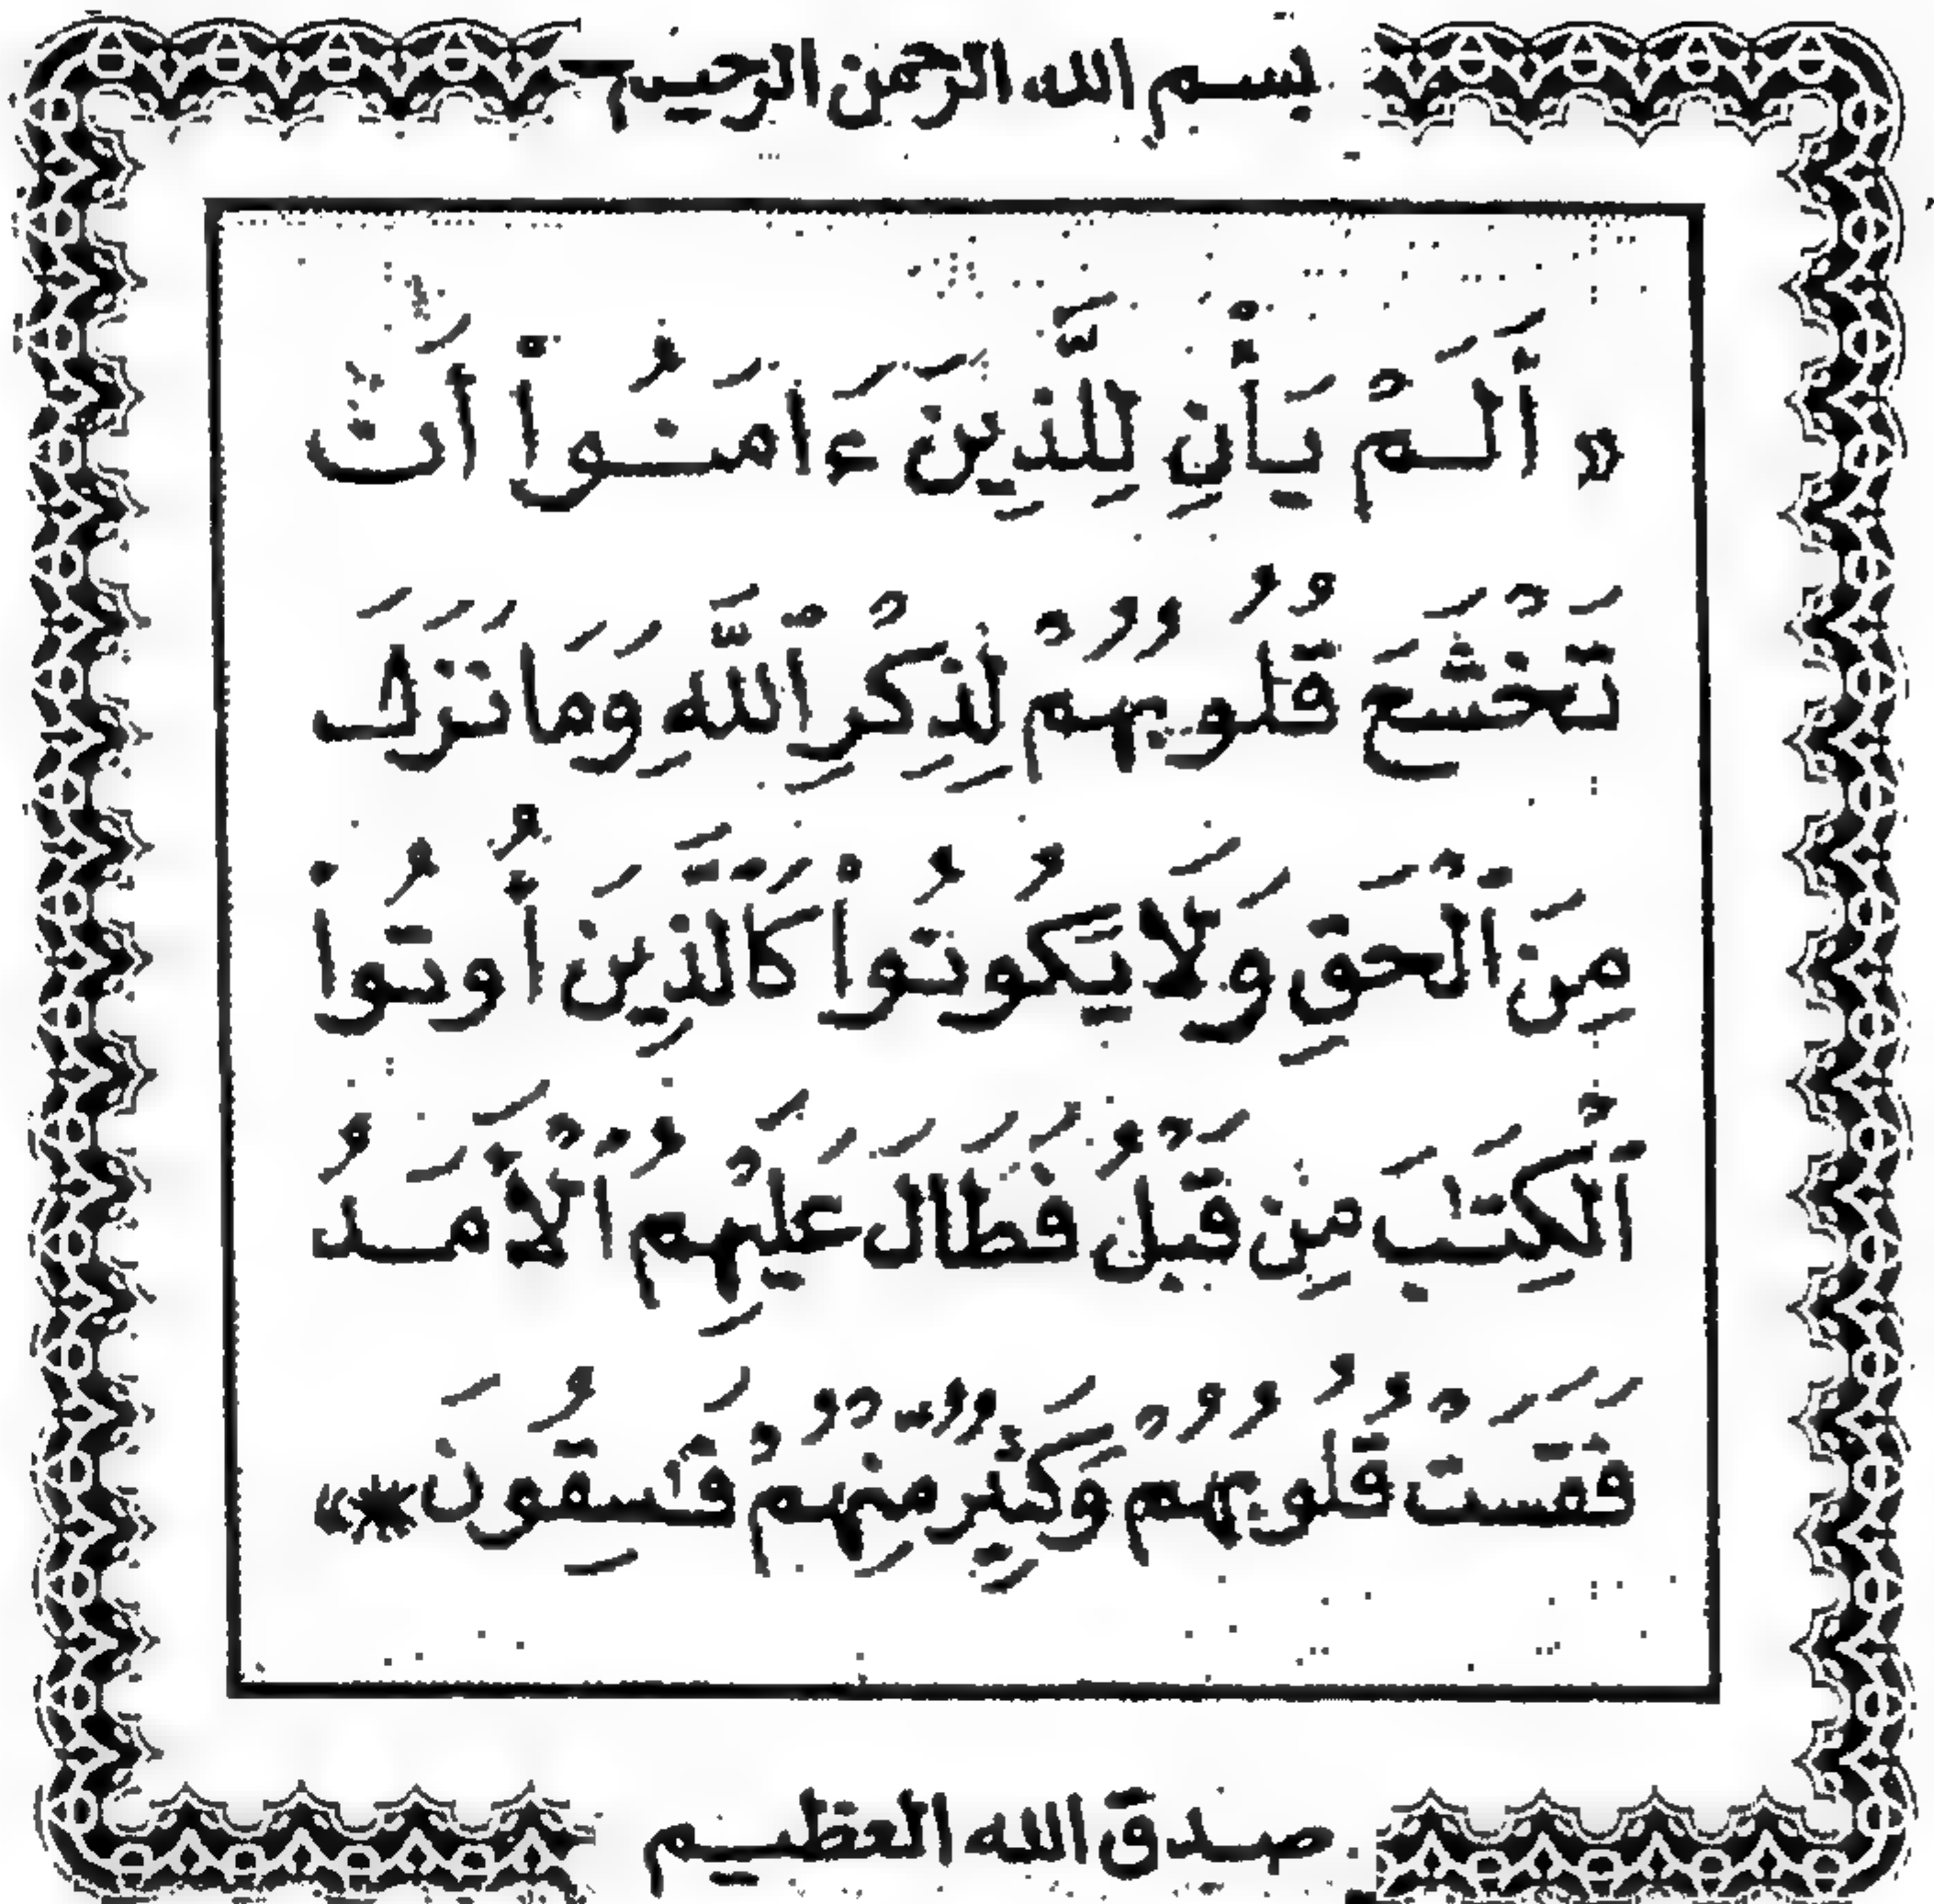 بسم الله الرحمن الرحيم
« أَلَمْ يَأْنِ لِلَّذِينَ ءَامَنُوٓاْ أَن
تَخْشَعَ قُلُوبُهُمْ لِذِكْرِ ٱللَّهِ وَمَا نَزَلَ
مِنَ ٱلْحَقِّ وَلَا يَكُونُواْ كَٱلَّذِينَ أُوتُواْ
ٱلْكِتَٰبَ مِن قَبْلُ فَطَالَ عَلَيْهِمُ ٱلْأَمَدُ
فَقَسَتْ قُلُوبُهُمْ وَكَثِيرٌ مِّنْهُمْ فَٰسِقُونَ * »
صدق الله العظيم